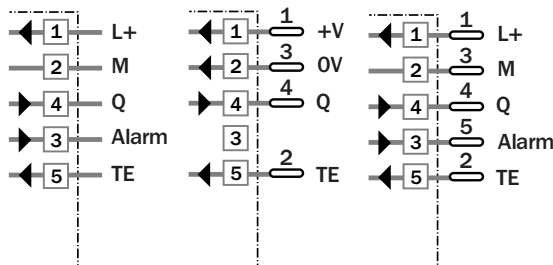 1 L+
2 M
4 Q
3 Alarm
5 TE
1 1 +V
2 3 0V
4 4 Q
3
5 2 TE
1 1 L+
2 3 M
4 4 Q
3 5 Alarm
5 2 TE